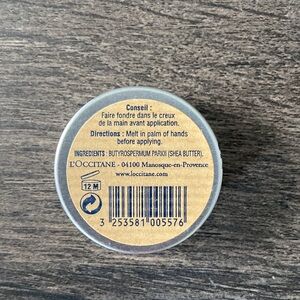 Conseil :
Faire fondre dans le creux
de la main avant application.
Directions : Melt in palm of hands
before applying.
INGREDIENTS : BUTYROSPERMUM PARKII (SHEA BUTTER).
L'OCCITANE - 04100 Manosque-en-Provence
www.loccitane.com
12 M
3 253581 005576